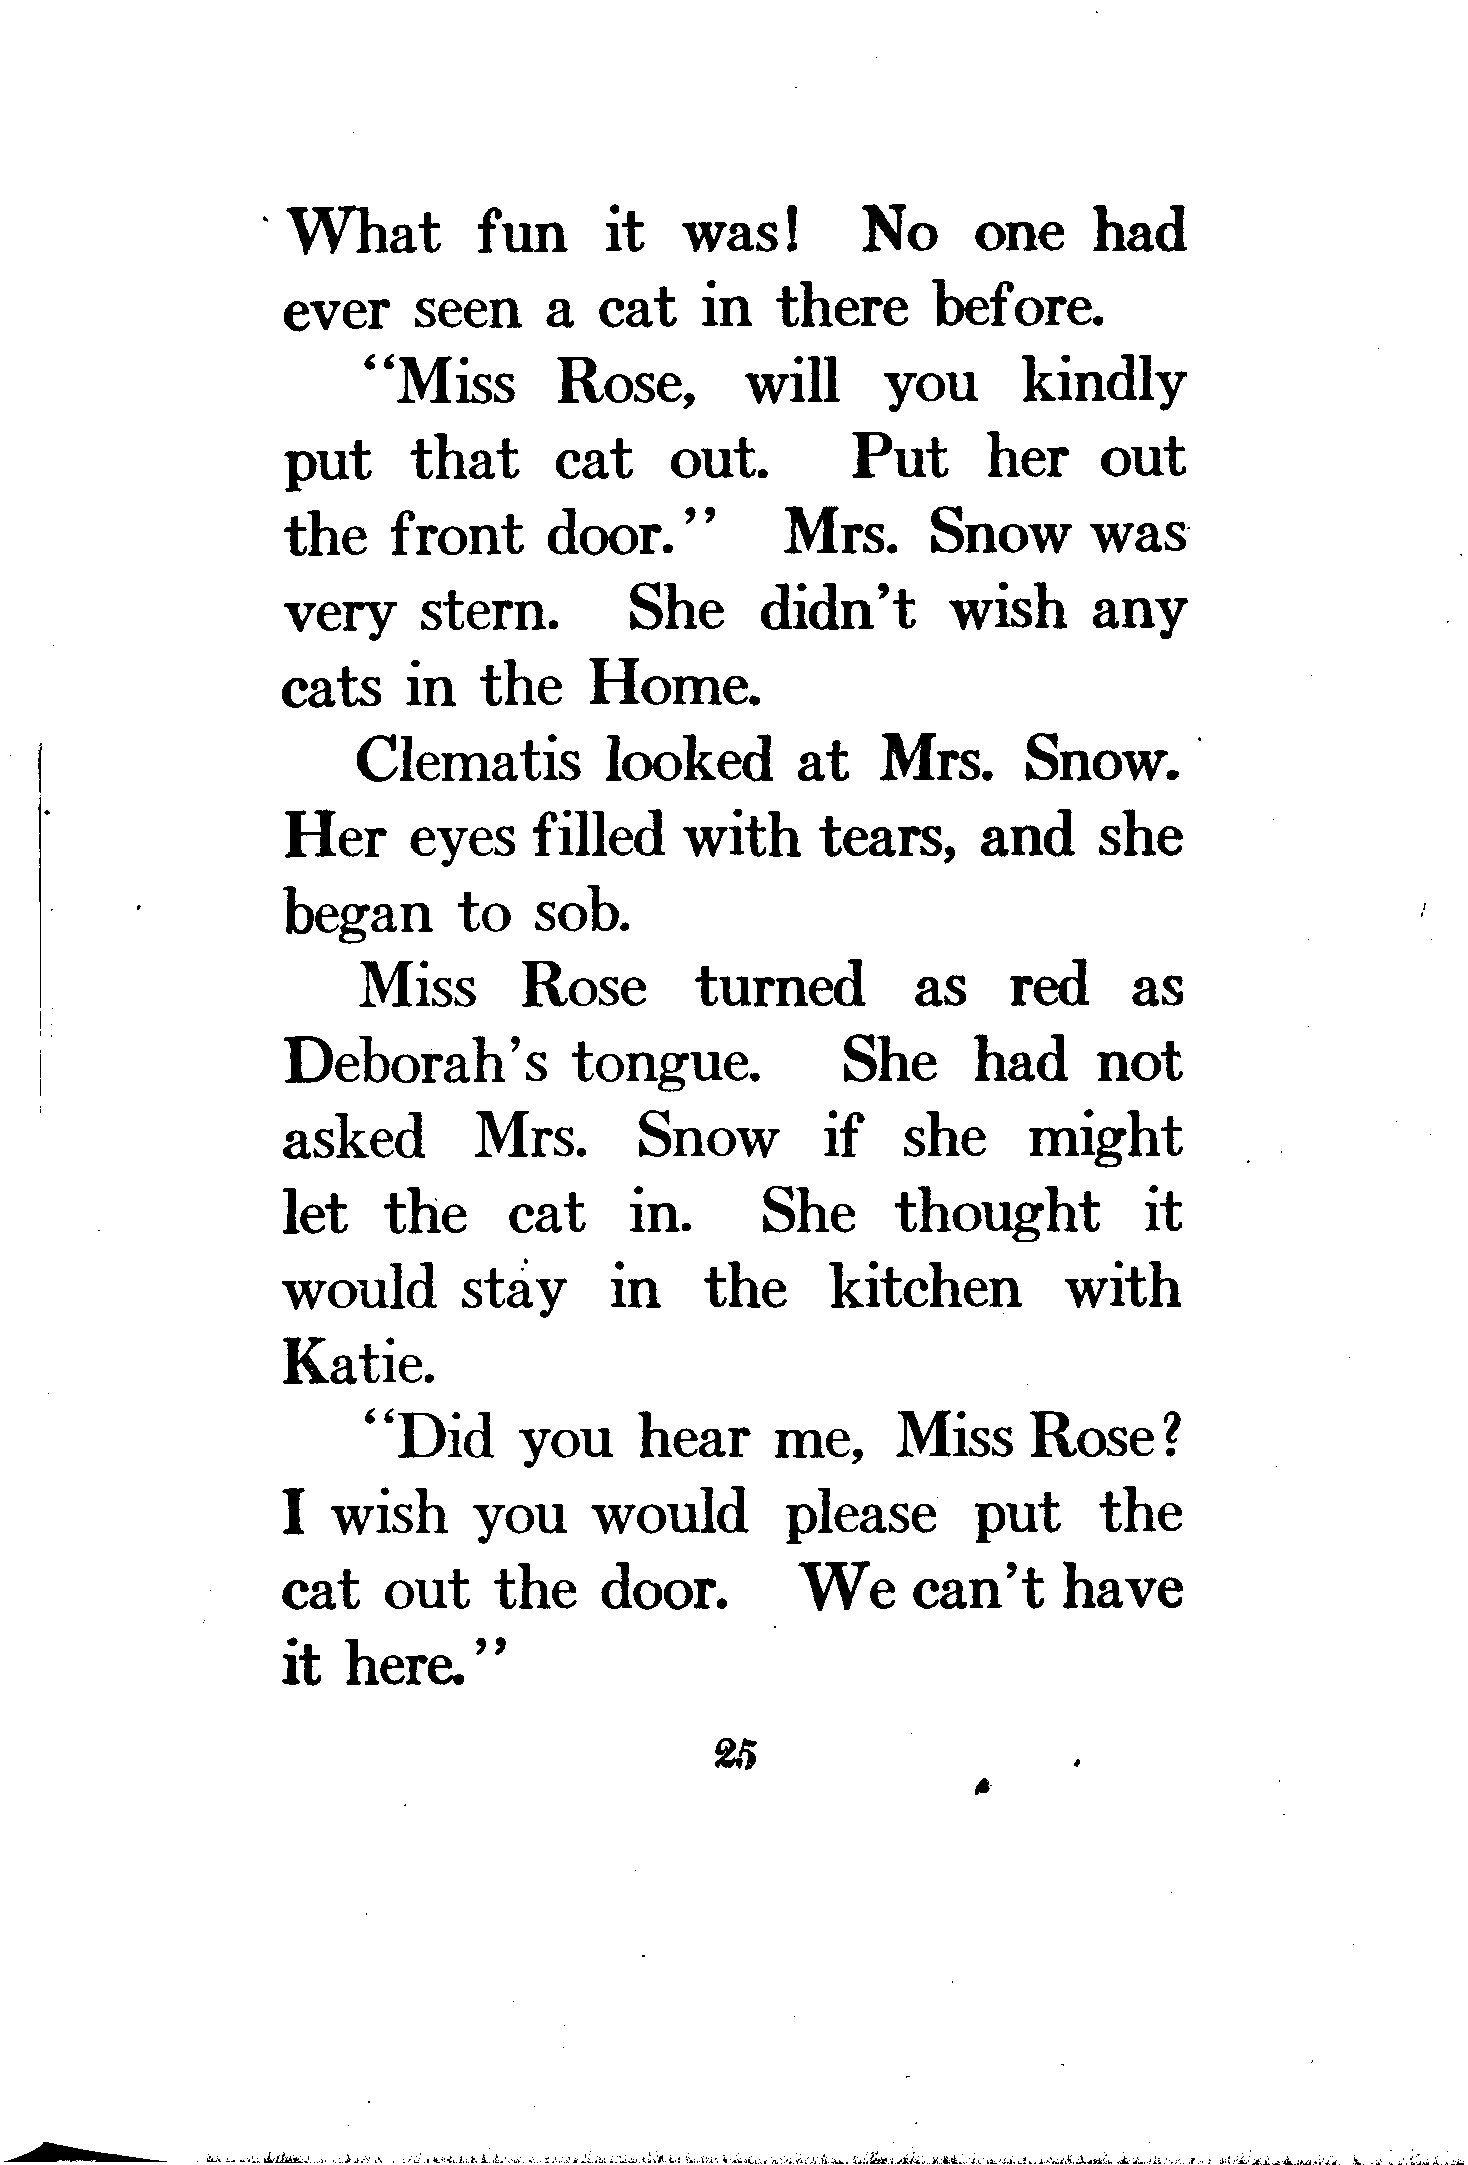 What fun it was! No one had
ever seen a cat in there before.
“Miss Rose, will you kindly
put that cat out. Put her out
the front door.” Mrs. Snow was
very stern. She didn’t wish any
cats in the Home.
Clematis looked at Mrs. Snow.
Her eyes filled with tears, and she
began to sob.
Miss Rose turned as red as
Deborah’s tongue. She had not
asked Mrs. Snow if she might
let the cat in. She thought it
would stay in the kitchen with
Katie.
“Did you hear me, Miss Rose?
I wish you would please put the
cat out the door. We can’t have
it here.”
25